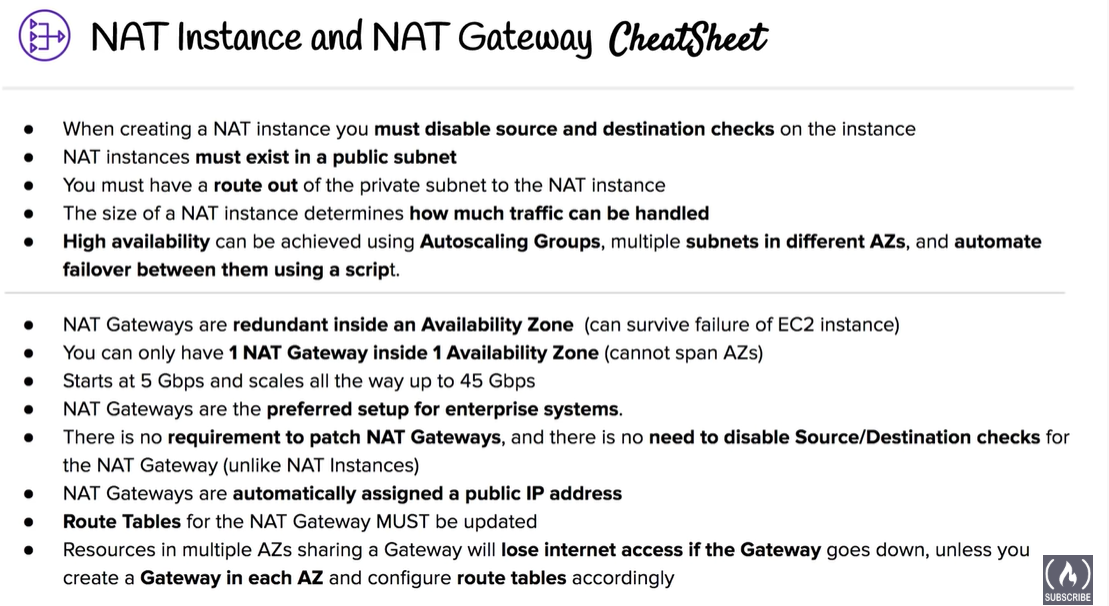 NAT Instance and NAT Gateway CheatSheet
● When creating a NAT instance you must disable source and destination checks on the instance
● NAT instances must exist in a public subnet
● You must have a route out of the private subnet to the NAT instance
● The size of a NAT instance determines how much traffic can be handled
● High availability can be achieved using Autoscaling Groups, multiple subnets in different AZs, and automate
failover between them using a script.
● NAT Gateways are redundant inside an Availability Zone (can survive failure of EC2 instance)
● You can only have 1 NAT Gateway inside 1 Availability Zone (cannot span AZs)
● Starts at 5 Gbps and scales all the way up to 45 Gbps
● NAT Gateways are the preferred setup for enterprise systems.
● There is no requirement to patch NAT Gateways, and there is no need to disable Source/Destination checks for
the NAT Gateway (unlike NAT Instances)
● NAT Gateways are automatically assigned a public IP address
● Route Tables for the NAT Gateway MUST be updated
● Resources in multiple AZs sharing a Gateway will lose internet access if the Gateway goes down, unless you
create a Gateway in each AZ and configure route tables accordingly
SUBSCRIBE